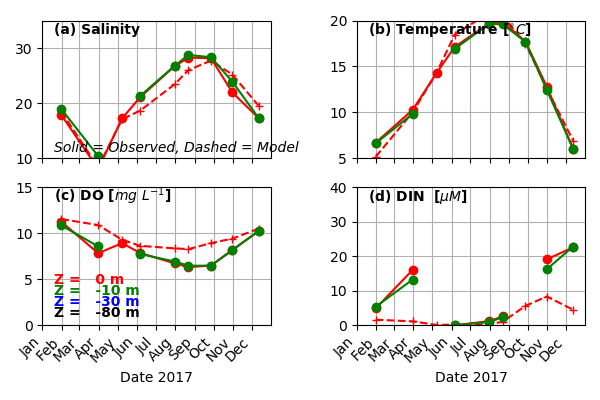 (a) Salinity
30
20
10
Solid = Observed, Dashed = Model
(b) Temperature [°C]
20
15
10
5
(c) DO [mg L⁻¹]
15
10
5
0
Z = 0 m
Z = -10 m
Z = -30 m
Z = -80 m
Jan Feb Mar Apr May Jun Jul Aug Sep Oct Nov Dec
Date 2017
(d) DIN [μM]
40
30
20
10
0
Jan Feb Mar Apr May Jun Jul Aug Sep Oct Nov Dec
Date 2017